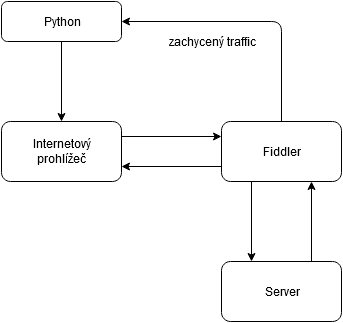 Python
zachycený traffic
Internetový
prohlížeč
Fiddler
Server